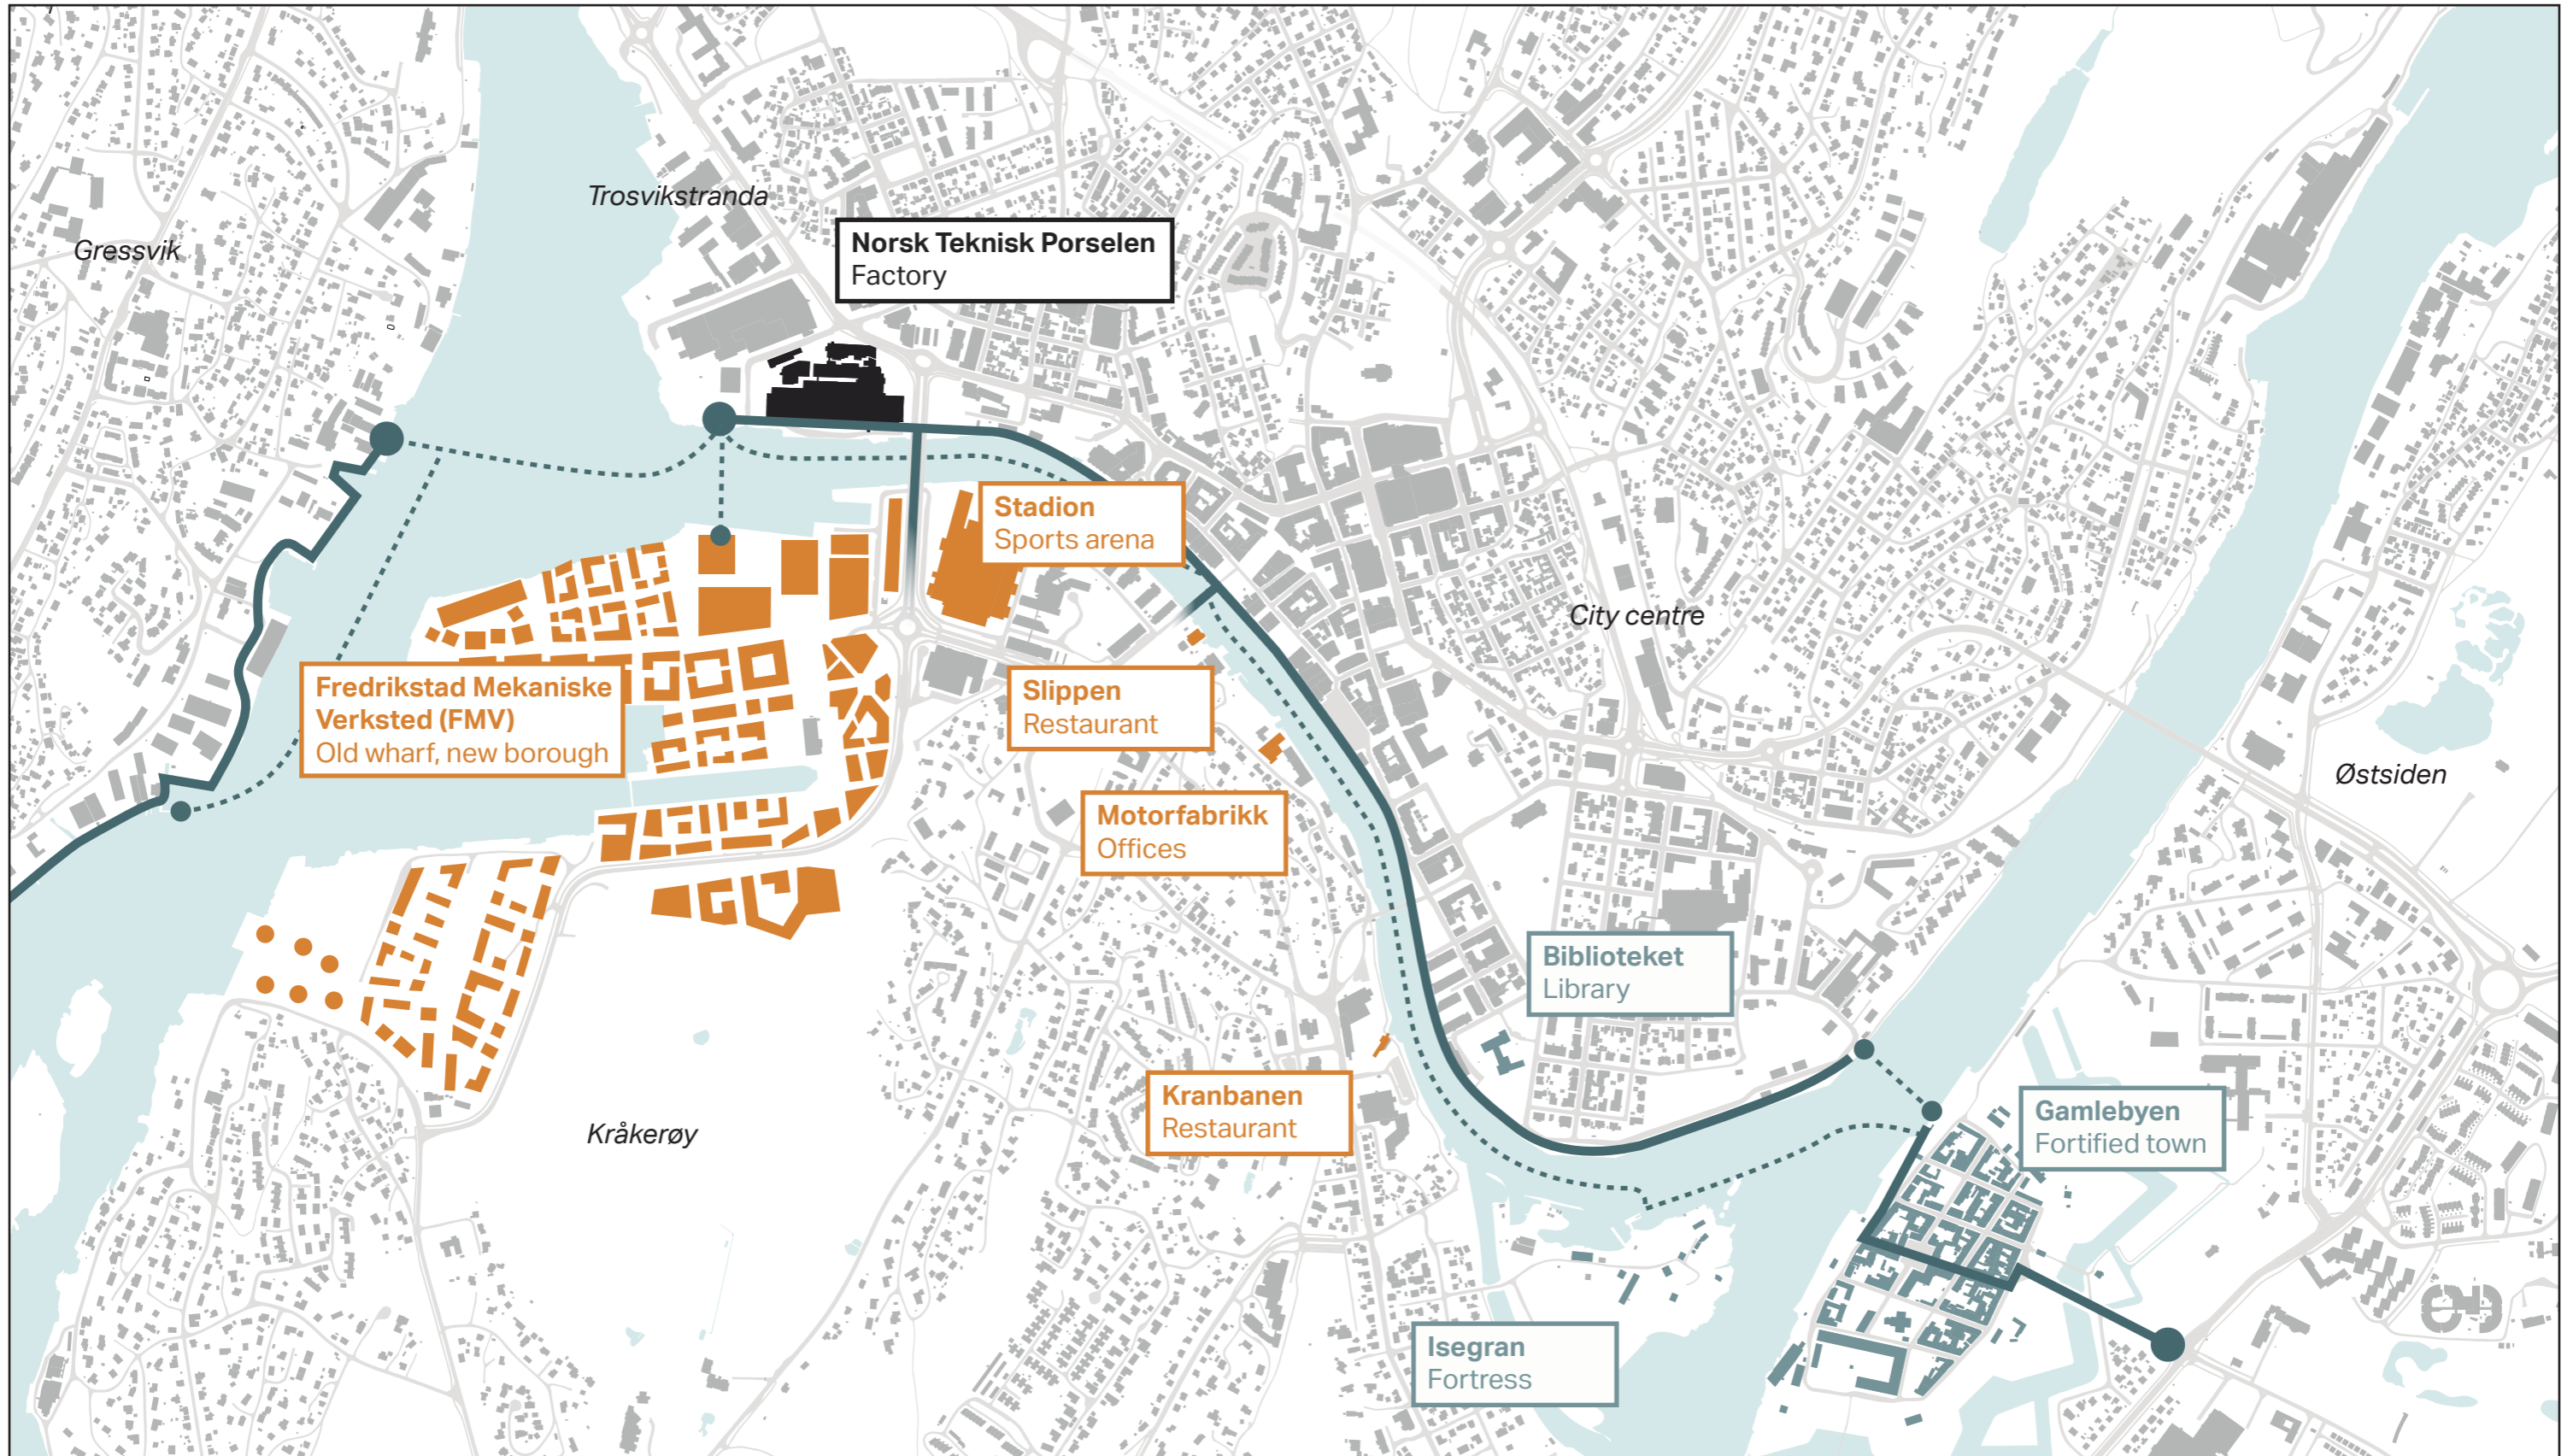 Trosvikstranda
Gressvik
Norsk Teknisk Porselen
Factory
Stadion
Sports arena
City centre
Fredrikstad Mekaniske
Verksted (FMV)
Old wharf, new borough
Slippen
Restaurant
Østsiden
Motorfabrikk
Offices
Biblioteket
Library
Kranbanen
Restaurant
Gamlebyen
Fortified town
Kråkerøy
Isegran
Fortress